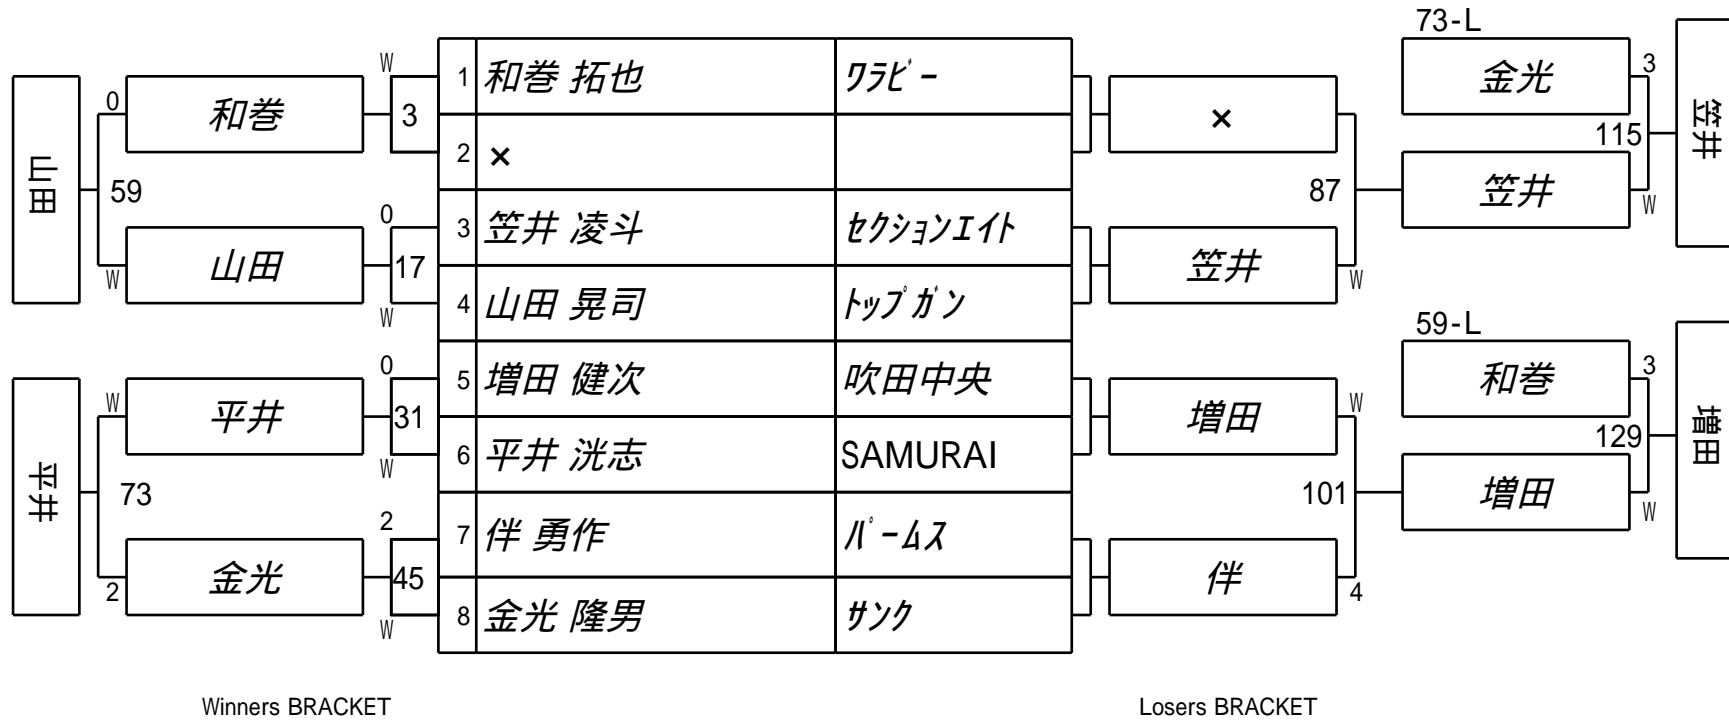 73-L
W 1 和巻 拓也 ワラビー 金光 3
0 和巻 3 × 115 笠井
2 × 笠井 W
山田 59 87
0 3 笠井 凌斗 セクションエイト
W 山田 17 笠井 W
W 4 山田 晃司 トップガン
59-L
0 5 増田 健次 吹田中央 和巻 3
W 平井 31 増田 W
W 6 平井 洸志 SAMURAI 129 増田
平井 73 101 増田 W
2 7 伴 勇作 パームス
2 金光 45 伴 4
W 8 金光 隆男 サンク
Winners BRACKET Losers BRACKET